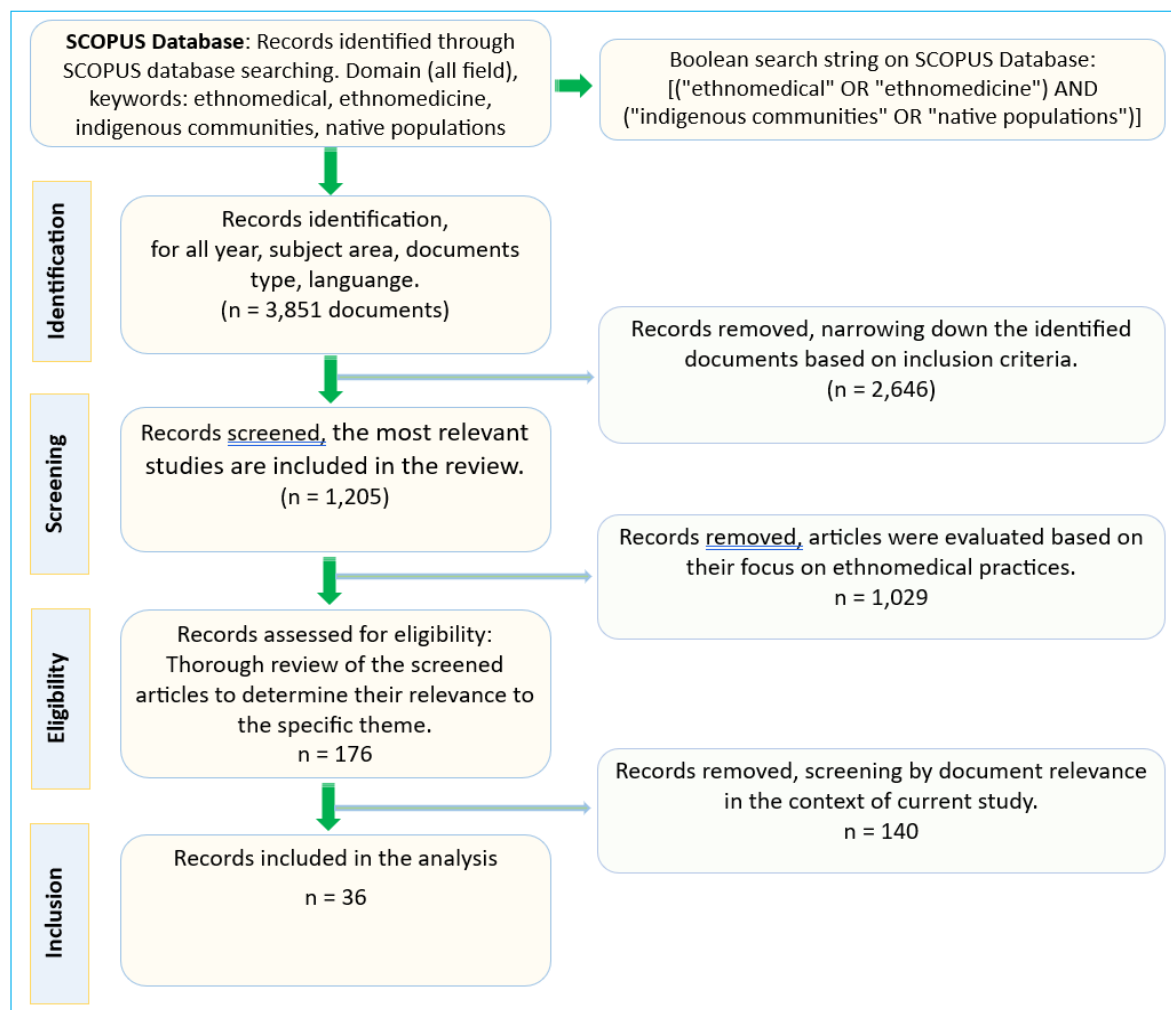 SCOPUS Database: Records identified through
SCOPUS database searching. Domain (all field),
keywords: ethnomedical, ethnomedicine,
indigenous communities, native populations
Boolean search string on SCOPUS Database:
[("ethnomedical" OR "ethnomedicine") AND
("indigenous communities" OR "native populations")]
Identification
Records identification,
for all year, subject area, documents
type, languange.
(n = 3,851 documents)
Records removed, narrowing down the identified
documents based on inclusion criteria.
(n = 2,646)
Screening
Records screened, the most relevant
studies are included in the review.
(n = 1,205)
Records removed, articles were evaluated based on
their focus on ethnomedical practices.
n = 1,029
Eligibility
Records assessed for eligibility:
Thorough review of the screened
articles to determine their relevance to
the specific theme.
n = 176
Records removed, screening by document relevance
in the context of current study.
n = 140
Inclusion
Records included in the analysis
n = 36